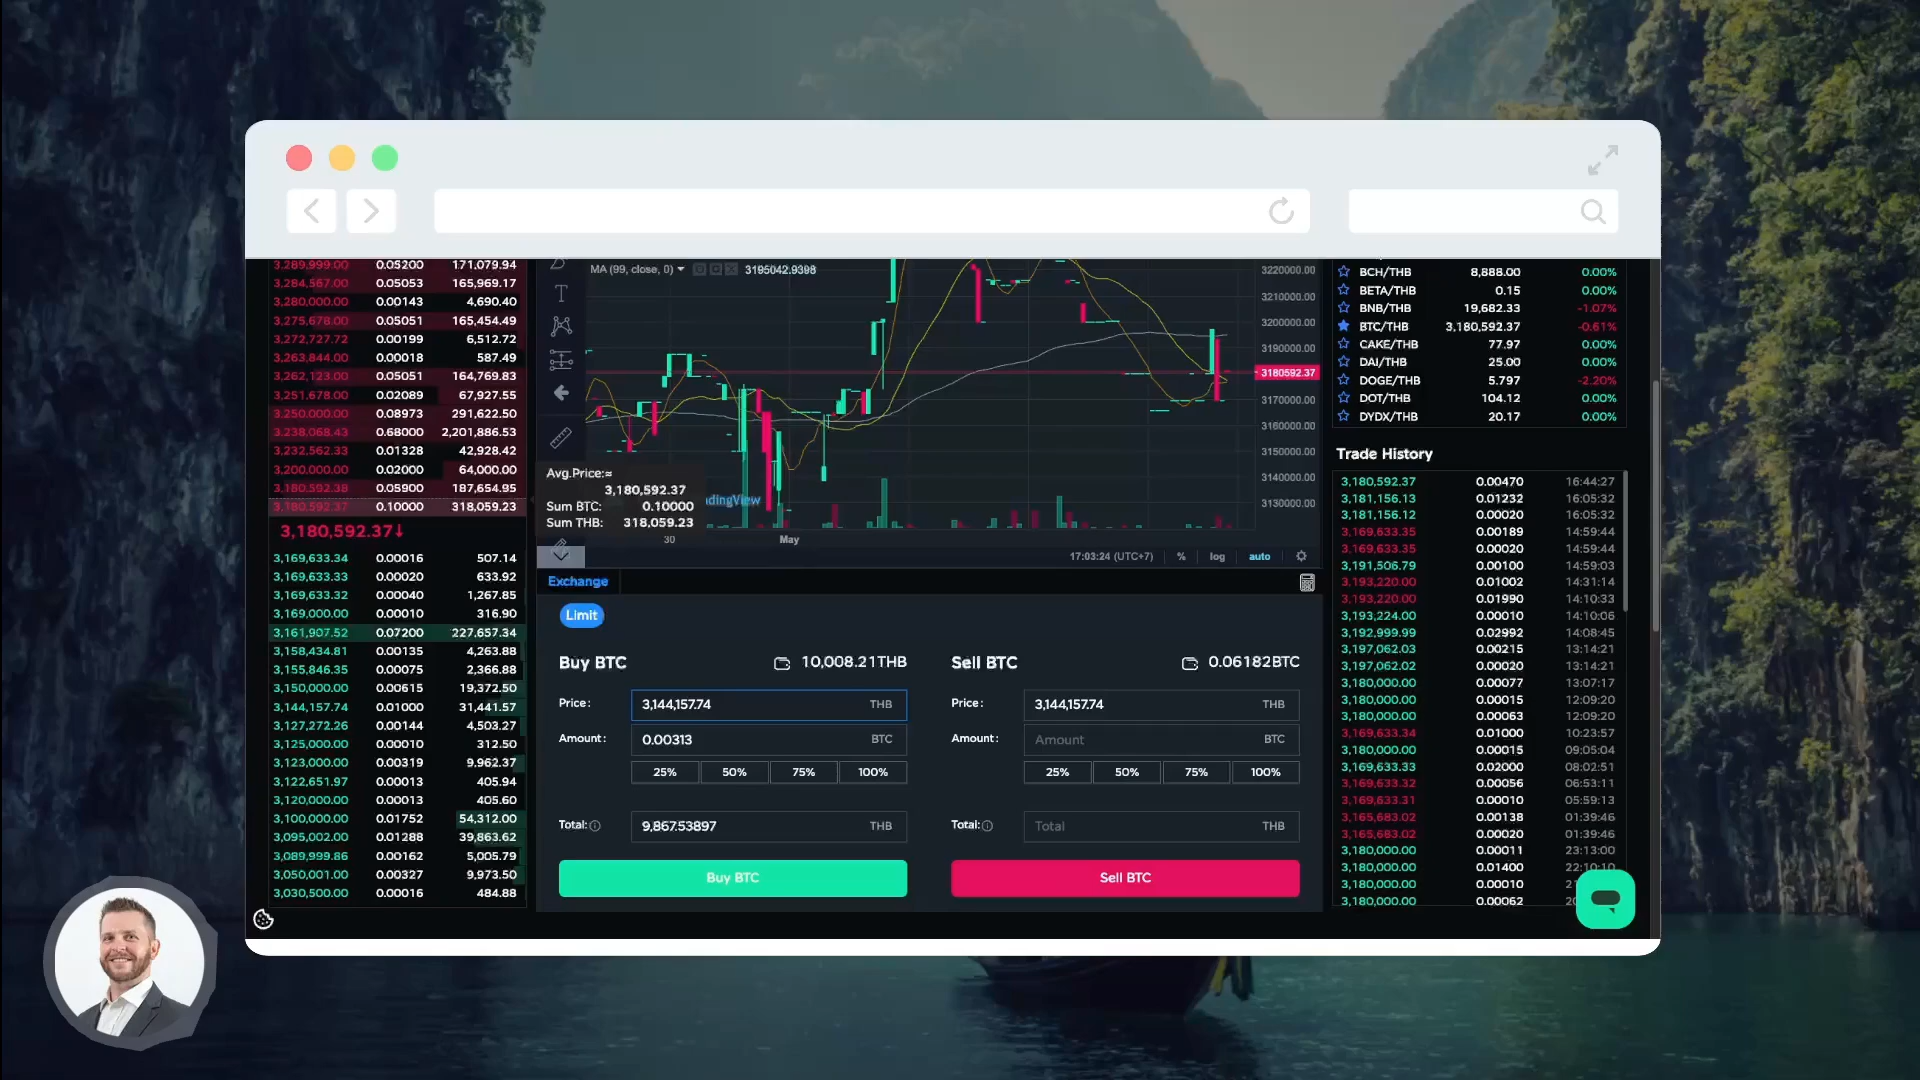 3,289,999.00 0.05200 171,079.94
3,284,567.00 0.05053 165,969.17
3,280,000.00 0.00143 4,690.40
3,275,678.00 0.05051 165,454.49
3,272,727.72 0.00199 6,512.72
3,263,844.00 0.00018 587.49
3,262,123.00 0.05051 164,769.83
3,251,678.00 0.02089 67,927.55
3,250,000.00 0.08973 291,622.50
3,238,068.43 0.68000 2,201,886.53
3,232,562.33 0.01328 42,928.42
3,200,000.00 0.02000 64,000.00
3,180,592.38 0.05900 187,654.95
3,180,592.37 0.10000 318,059.23
3,180,592.37↓
3,169,633.34 0.00016 507.14
3,169,633.33 0.00020 633.92
3,169,633.32 0.00040 1,267.85
3,169,000.00 0.00010 316.90
3,161,907.52 0.07200 227,657.34
3,158,434.81 0.00135 4,263.88
3,155,846.35 0.00075 2,366.88
3,150,000.00 0.00615 19,372.50
3,144,157.74 0.01000 31,441.57
3,127,272.26 0.00144 4,503.27
3,125,000.00 0.00010 312.50
3,123,000.00 0.00319 9,962.37
3,122,651.97 0.00013 405.94
3,120,000.00 0.00013 405.60
3,100,000.00 0.01752 54,312.00
3,095,002.00 0.01288 39,863.62
3,089,999.86 0.00162 5,005.79
3,050,001.00 0.00327 9,973.50
3,030,500.00 0.00016 484.88
MA (99, close, 0) 3195042.9398
3220000.00
3210000.00
3200000.00
3190000.00
3180592.37
3170000.00
3160000.00
3150000.00
3140000.00
3130000.00
Avg.Price:≈
3,180,592.37
Sum BTC: 0.10000
Sum THB: 318,059.23
dingView
30 May
17:03:24 (UTC+7) % log auto
Exchange
Limit
Buy BTC 10,008.21THB
Price: 3,144,157.74 THB
Amount: 0.00313 BTC
25% 50% 75% 100%
Total: 9,867.53897 THB
Buy BTC
Sell BTC 0.06182BTC
Price: 3,144,157.74 THB
Amount: Amount BTC
25% 50% 75% 100%
Total: Total THB
Sell BTC
BCH/THB 8,888.00 0.00%
BETA/THB 0.15 0.00%
BNB/THB 19,682.33 -1.07%
BTC/THB 3,180,592.37 -0.61%
CAKE/THB 77.97 0.00%
DAI/THB 25.00 0.00%
DOGE/THB 5.797 -2.20%
DOT/THB 104.12 0.00%
DYDX/THB 20.17 0.00%
Trade History
3,180,592.37 0.00470 16:44:27
3,181,156.13 0.01232 16:05:32
3,181,156.12 0.00020 16:05:32
3,169,633.35 0.00189 14:59:44
3,169,633.35 0.00020 14:59:44
3,191,506.79 0.00100 14:59:03
3,193,220.00 0.01002 14:31:14
3,193,220.00 0.01990 14:10:33
3,193,224.00 0.00010 14:10:06
3,192,999.99 0.02992 14:08:45
3,197,062.03 0.00215 13:14:21
3,197,062.02 0.00020 13:14:21
3,180,000.00 0.00077 13:07:17
3,180,000.00 0.00015 12:09:20
3,180,000.00 0.00063 12:09:20
3,169,633.34 0.01000 10:23:57
3,180,000.00 0.00015 09:05:04
3,169,633.33 0.02000 08:02:51
3,169,633.32 0.00056 06:53:11
3,169,633.31 0.00010 05:59:13
3,165,683.02 0.00138 01:39:46
3,165,683.02 0.00020 01:39:46
3,180,000.00 0.00011 23:13:00
3,180,000.00 0.01400 22:10:10
3,180,000.00 0.00010
3,180,000.00 0.00062